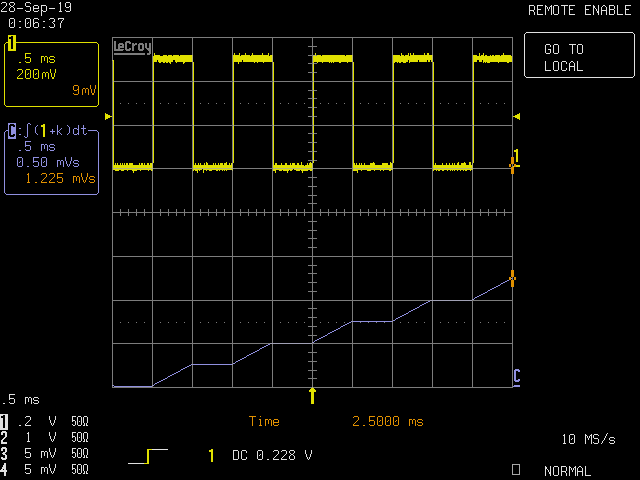 28-Sep-19
0:06:37
REMOTE ENABLE
GO TO
LOCAL
LeCroy
1
.5 ms
200mV
9mV
D:∫(1+k)dt
.5 ms
0.50 mVs
1.225 mVs
1
C
.5 ms
1 .2 V 50Ω
2 1 V 50Ω
3 5 mV 50Ω
4 5 mV 50Ω
Time 2.5000 ms
1 DC 0.228 V
10 MS/s
NORMAL